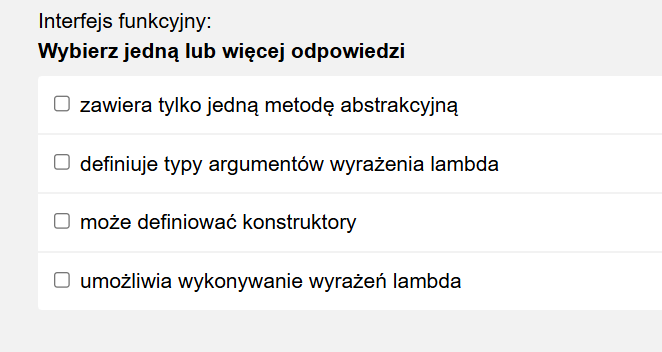 Interfejs funkcyjny:
Wybierz jedną lub więcej odpowiedzi
zawiera tylko jedną metodę abstrakcyjną
definiuje typy argumentów wyrażenia lambda
może definiować konstruktory
umożliwia wykonywanie wyrażeń lambda